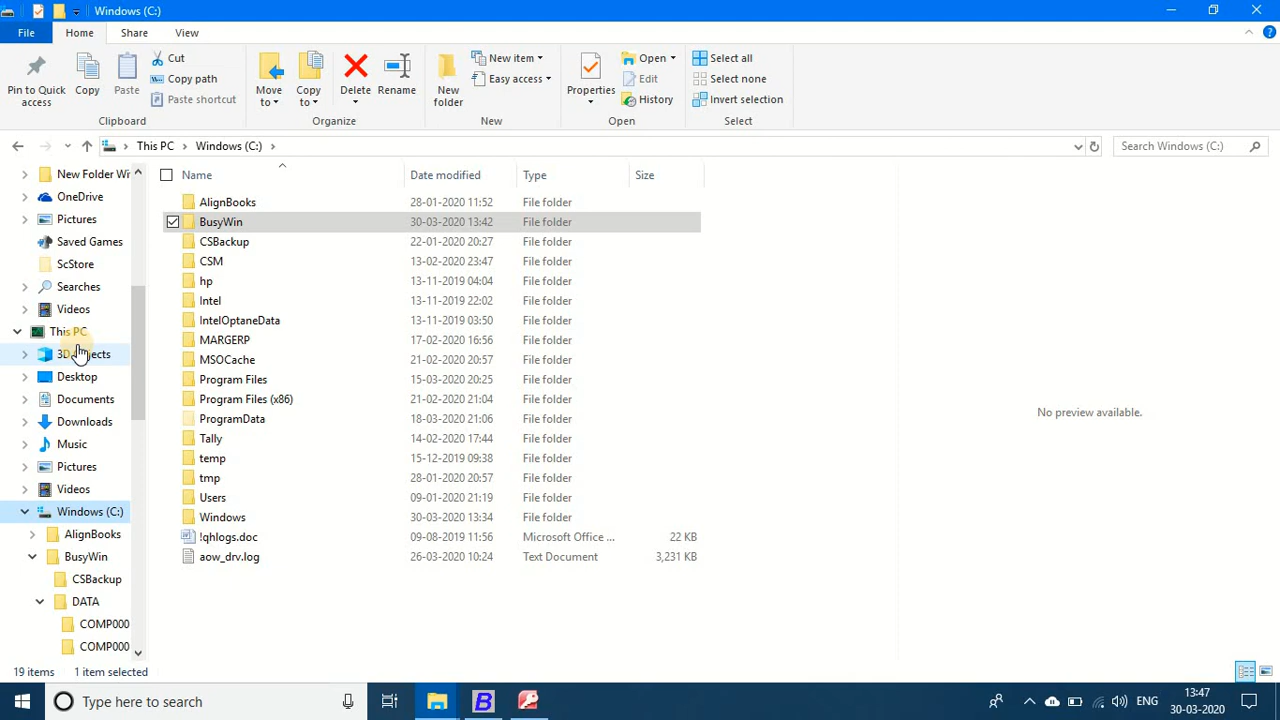 Windows (C:)
File Home Share View
Pin to Quick access
Copy
Paste
Cut
Copy path
Paste shortcut
Clipboard
Move to
Copy to
Delete
Rename
Organize
New folder
New item
Easy access
New
Properties
Open
Edit
History
Open
Select all
Select none
Invert selection
Select
This PC > Windows (C:) >
Search Windows (C:)
New Folder Wi
OneDrive
Pictures
Saved Games
ScStore
Searches
Videos
This PC
3D Objects
Desktop
Documents
Downloads
Music
Pictures
Videos
Windows (C:)
AlignBooks
BusyWin
CSBackup
DATA
COMP000
COMP000
Name Date modified Type Size
AlignBooks 28-01-2020 11:52 File folder
BusyWin 30-03-2020 13:42 File folder
CSBackup 22-01-2020 20:27 File folder
CSM 13-02-2020 23:47 File folder
hp 13-11-2019 04:04 File folder
Intel 13-11-2019 22:02 File folder
IntelOptaneData 13-11-2019 03:50 File folder
MARGERP 17-02-2020 16:56 File folder
MSOCache 21-02-2020 20:57 File folder
Program Files 15-03-2020 20:25 File folder
Program Files (x86) 21-02-2020 21:04 File folder
ProgramData 18-03-2020 21:06 File folder
Tally 14-02-2020 17:44 File folder
temp 15-12-2019 09:38 File folder
tmp 28-01-2020 20:57 File folder
Users 09-01-2020 21:19 File folder
Windows 30-03-2020 13:34 File folder
!qhlogs.doc 09-08-2019 11:56 Microsoft Office ... 22 KB
aow_drv.log 26-03-2020 10:24 Text Document 3,231 KB
No preview available.
19 items 1 item selected
Type here to search
B
ENG
13:47
30-03-2020